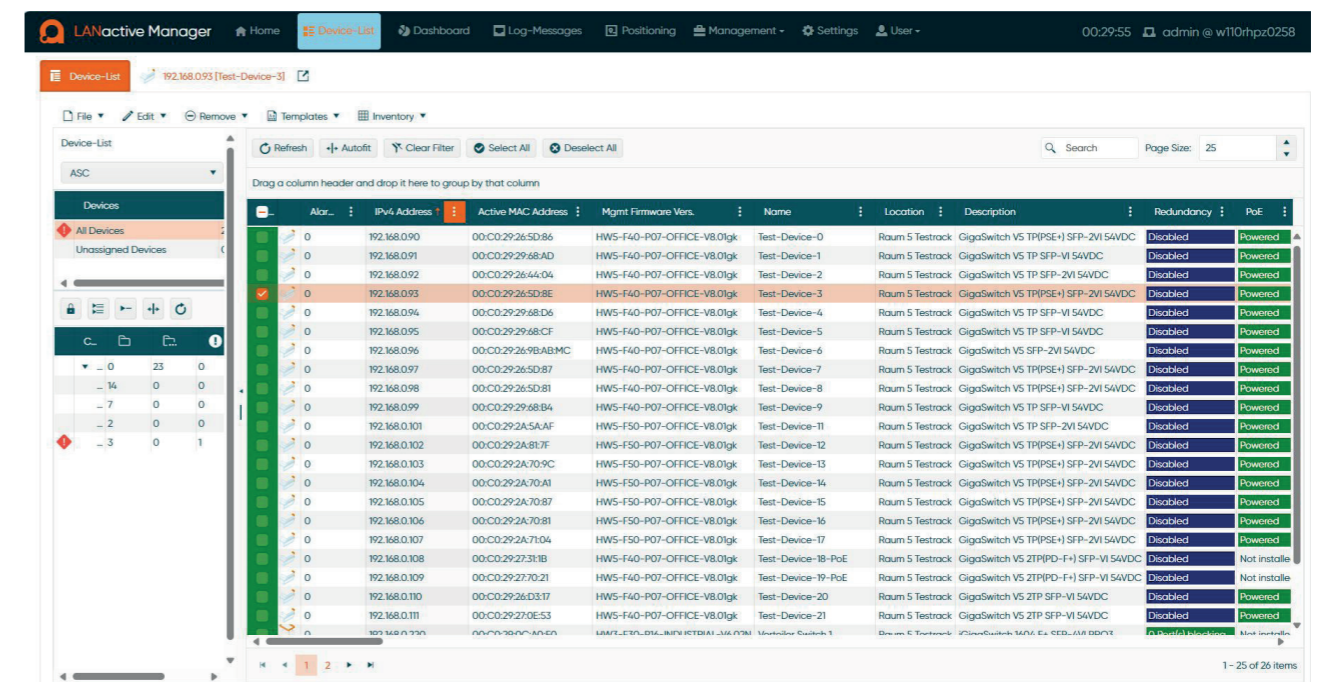 LANactive Manager Home Device-List Dashboard Log-Messages Positioning Management Settings User 00:29:55 admin @ w110rhpz0258
Device-List 192.168.0.93 [Test-Device-3]
File Edit Remove Templates Inventory
Device-List
Refresh Autofit Clear Filter Select All Deselect All Search Page Size: 25
ASC
Drag a column header and drop it here to group by that column
Devices
Alar... IPv4 Address ↑ Active MAC Address Mgmt Firmware Vers. Name Location Description Redundancy PoE
All Devices
Unassigned Devices
0 192.168.0.90 00:C0:29:26:5D:86 HW5-F40-P07-OFFICE-V8.01gk Test-Device-0 Raum 5 Testrack GigaSwitch V5 TP(PSE+) SFP-2VI 54VDC Disabled Powered
0 192.168.0.91 00:C0:29:29:68:AD HW5-F40-P07-OFFICE-V8.01gk Test-Device-1 Raum 5 Testrack GigaSwitch V5 TP SFP-VI 54VDC Disabled Powered
0 192.168.0.92 00:C0:29:26:44:04 HW5-F40-P07-OFFICE-V8.01gk Test-Device-2 Raum 5 Testrack GigaSwitch V5 TP SFP-2VI 54VDC Disabled Powered
0 192.168.0.93 00:C0:29:26:5D:8E HW5-F40-P07-OFFICE-V8.01gk Test-Device-3 Raum 5 Testrack GigaSwitch V5 TP(PSE+) SFP-2VI 54VDC Disabled Powered
0 192.168.0.94 00:C0:29:29:68:D6 HW5-F40-P07-OFFICE-V8.01gk Test-Device-4 Raum 5 Testrack GigaSwitch V5 TP SFP-VI 54VDC Disabled Powered
0 192.168.0.95 00:C0:29:29:68:CF HW5-F40-P07-OFFICE-V8.01gk Test-Device-5 Raum 5 Testrack GigaSwitch V5 TP SFP-VI 54VDC Disabled Powered
0 192.168.0.96 00:C0:29:26:9B:AB:MC HW5-F40-P07-OFFICE-V8.01gk Test-Device-6 Raum 5 Testrack GigaSwitch V5 SFP-2VI 54VDC Disabled Powered
0 192.168.0.97 00:C0:29:26:5D:87 HW5-F40-P07-OFFICE-V8.01gk Test-Device-7 Raum 5 Testrack GigaSwitch V5 TP(PSE+) SFP-2VI 54VDC Disabled Powered
0 192.168.0.98 00:C0:29:26:5D:81 HW5-F40-P07-OFFICE-V8.01gk Test-Device-8 Raum 5 Testrack GigaSwitch V5 TP(PSE+) SFP-2VI 54VDC Disabled Powered
0 192.168.0.99 00:C0:29:29:68:B4 HW5-F40-P07-OFFICE-V8.01gk Test-Device-9 Raum 5 Testrack GigaSwitch V5 TP SFP-VI 54VDC Disabled Powered
0 192.168.0.101 00:C0:29:2A:5A:AF HW5-F50-P07-OFFICE-V8.01gk Test-Device-11 Raum 5 Testrack GigaSwitch V5 TP SFP-2VI 54VDC Disabled Powered
0 192.168.0.102 00:C0:29:2A:81:7F HW5-F50-P07-OFFICE-V8.01gk Test-Device-12 Raum 5 Testrack GigaSwitch V5 TP(PSE+) SFP-2VI 54VDC Disabled Powered
0 192.168.0.103 00:C0:29:2A:70:9C HW5-F50-P07-OFFICE-V8.01gk Test-Device-13 Raum 5 Testrack GigaSwitch V5 TP(PSE+) SFP-2VI 54VDC Disabled Powered
0 192.168.0.104 00:C0:29:2A:70:A1 HW5-F50-P07-OFFICE-V8.01gk Test-Device-14 Raum 5 Testrack GigaSwitch V5 TP(PSE+) SFP-2VI 54VDC Disabled Powered
0 192.168.0.105 00:C0:29:2A:70:87 HW5-F50-P07-OFFICE-V8.01gk Test-Device-15 Raum 5 Testrack GigaSwitch V5 TP(PSE+) SFP-2VI 54VDC Disabled Powered
0 192.168.0.106 00:C0:29:2A:70:81 HW5-F50-P07-OFFICE-V8.01gk Test-Device-16 Raum 5 Testrack GigaSwitch V5 TP(PSE+) SFP-2VI 54VDC Disabled Powered
0 192.168.0.107 00:C0:29:2A:71:04 HW5-F50-P07-OFFICE-V8.01gk Test-Device-17 Raum 5 Testrack GigaSwitch V5 TP(PSE+) SFP-2VI 54VDC Disabled Powered
0 192.168.0.108 00:C0:29:27:31:1B HW5-F40-P07-OFFICE-V8.01gk Test-Device-18-PoE Raum 5 Testrack GigaSwitch V5 2TP(PD-F+) SFP-VI 54VDC Disabled Not installe
0 192.168.0.109 00:C0:29:27:70:21 HW5-F40-P07-OFFICE-V8.01gk Test-Device-19-PoE Raum 5 Testrack GigaSwitch V5 2TP(PD-F+) SFP-VI 54VDC Disabled Not installe
0 192.168.0.110 00:C0:29:26:D3:17 HW5-F40-P07-OFFICE-V8.01gk Test-Device-20 Raum 5 Testrack GigaSwitch V5 2TP SFP-VI 54VDC Disabled Powered
0 192.168.0.111 00:C0:29:27:0E:53 HW5-F40-P07-OFFICE-V8.01gk Test-Device-21 Raum 5 Testrack GigaSwitch V5 2TP SFP-VI 54VDC Disabled Powered
0 192.168.0.220 Verteiler Switch 1 Raum 5 Testrack 0 Port(s) blocking Not installe
C...
... 0 23 0
... 14 0 0
... 7 0 0
... 2 0 0
... 3 0 1
1 2 1 - 25 of 26 items